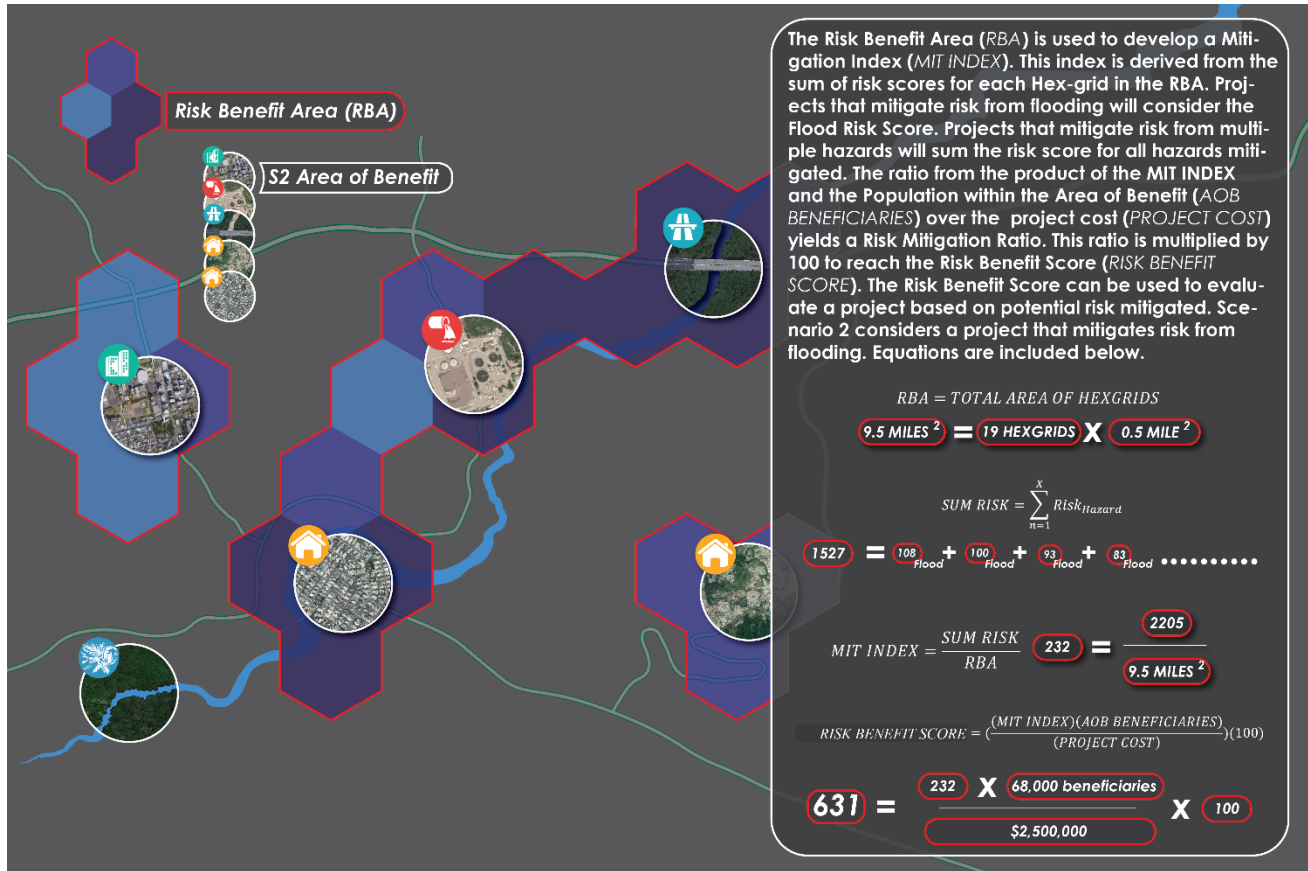 Risk Benefit Area (RBA)
S2 Area of Benefit
The Risk Benefit Area (RBA) is used to develop a Miti-
gation Index (MIT INDEX). This index is derived from the
sum of risk scores for each Hex-grid in the RBA. Proj-
ects that mitigate risk from flooding will consider the
Flood Risk Score. Projects that mitigate risk from multi-
ple hazards will sum the risk score for all hazards miti-
gated. The ratio from the product of the MIT INDEX
and the Population within the Area of Benefit (AOB
BENEFICIARIES) over the project cost (PROJECT COST)
yields a Risk Mitigation Ratio. This ratio is multiplied by
100 to reach the Risk Benefit Score (RISK BENEFIT
SCORE). The Risk Benefit Score can be used to evalu-
ate a project based on potential risk mitigated. Sce-
nario 2 considers a project that mitigates risk from
flooding. Equations are included below.
RBA = TOTAL AREA OF HEXGRIDS
9.5 MILES ² = 19 HEXGRIDS X 0.5 MILE ²
X
SUM RISK = ∑ Risk_Hazard
n=1
1527 = 108 Flood + 100 Flood + 93 Flood + 83 Flood ..........
MIT INDEX = SUM RISK / RBA 232 = 2205 / 9.5 MILES ²
RISK BENEFIT SCORE = ((MIT INDEX)(AOB BENEFICIARIES) / (PROJECT COST))(100)
631 = 232 X 68,000 beneficiaries / $2,500,000 X 100